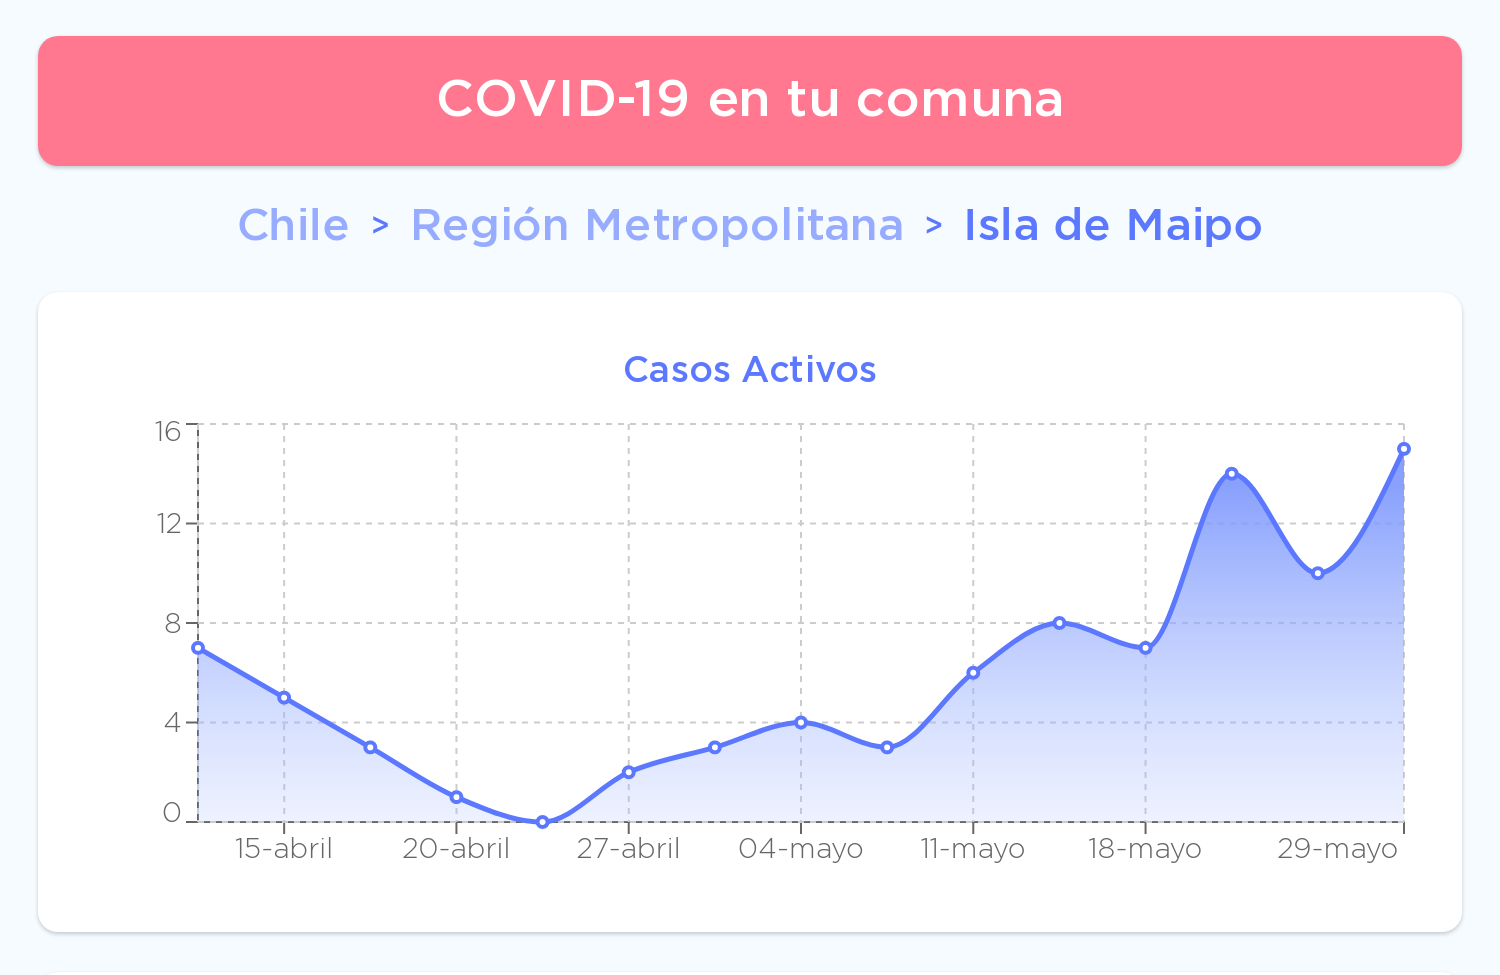 COVID-19 en tu comuna
Chile > Región Metropolitana > Isla de Maipo
Casos Activos
16
12
8
4
0
15-abril 20-abril 27-abril 04-mayo 11-mayo 18-mayo 29-mayo